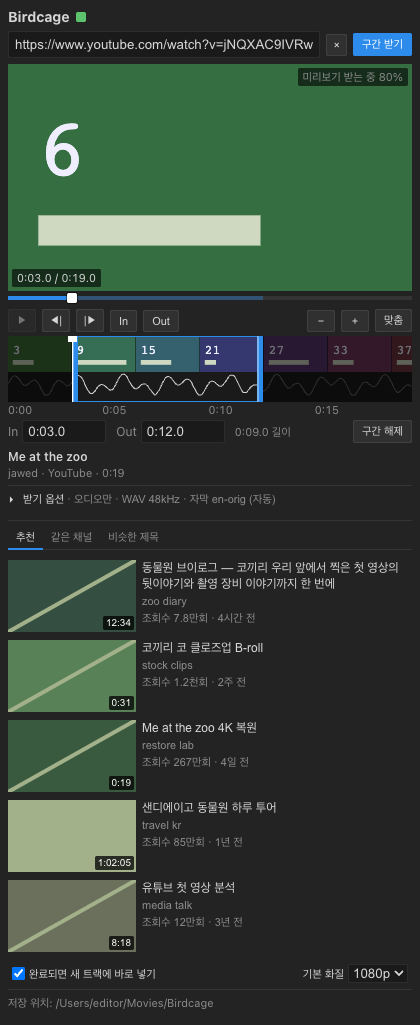 Birdcage
https://www.youtube.com/watch?v=jNQXAC9IVRw
×
구간 받기
미리보기 받는 중 80%
6
0:03.0 / 0:19.0
In
Out
−
+
맞춤
3
9
15
21
27
33
37
0:00
0:05
0:10
0:15
In 0:03.0 Out 0:12.0 0:09.0 길이 구간 해제
Me at the zoo
jawed · YouTube · 0:19
받기 옵션 · 오디오만 · WAV 48kHz · 자막 en-orig (자동)
추천 같은 채널 비슷한 제목
12:34
동물원 브이로그 — 코끼리 우리 앞에서 찍은 첫 영상의
뒷이야기와 촬영 장비 이야기까지 한 번에
zoo diary
조회수 7.8만회 · 4시간 전
0:31
코끼리 코 클로즈업 B-roll
stock clips
조회수 1.2천회 · 2주 전
0:19
Me at the zoo 4K 복원
restore lab
조회수 267만회 · 4일 전
1:02:05
샌디에이고 동물원 하루 투어
travel kr
조회수 85만회 · 1년 전
8:18
유튜브 첫 영상 분석
media talk
조회수 12만회 · 3년 전
완료되면 새 트랙에 바로 넣기
기본 화질 1080p
저장 위치: /Users/editor/Movies/Birdcage